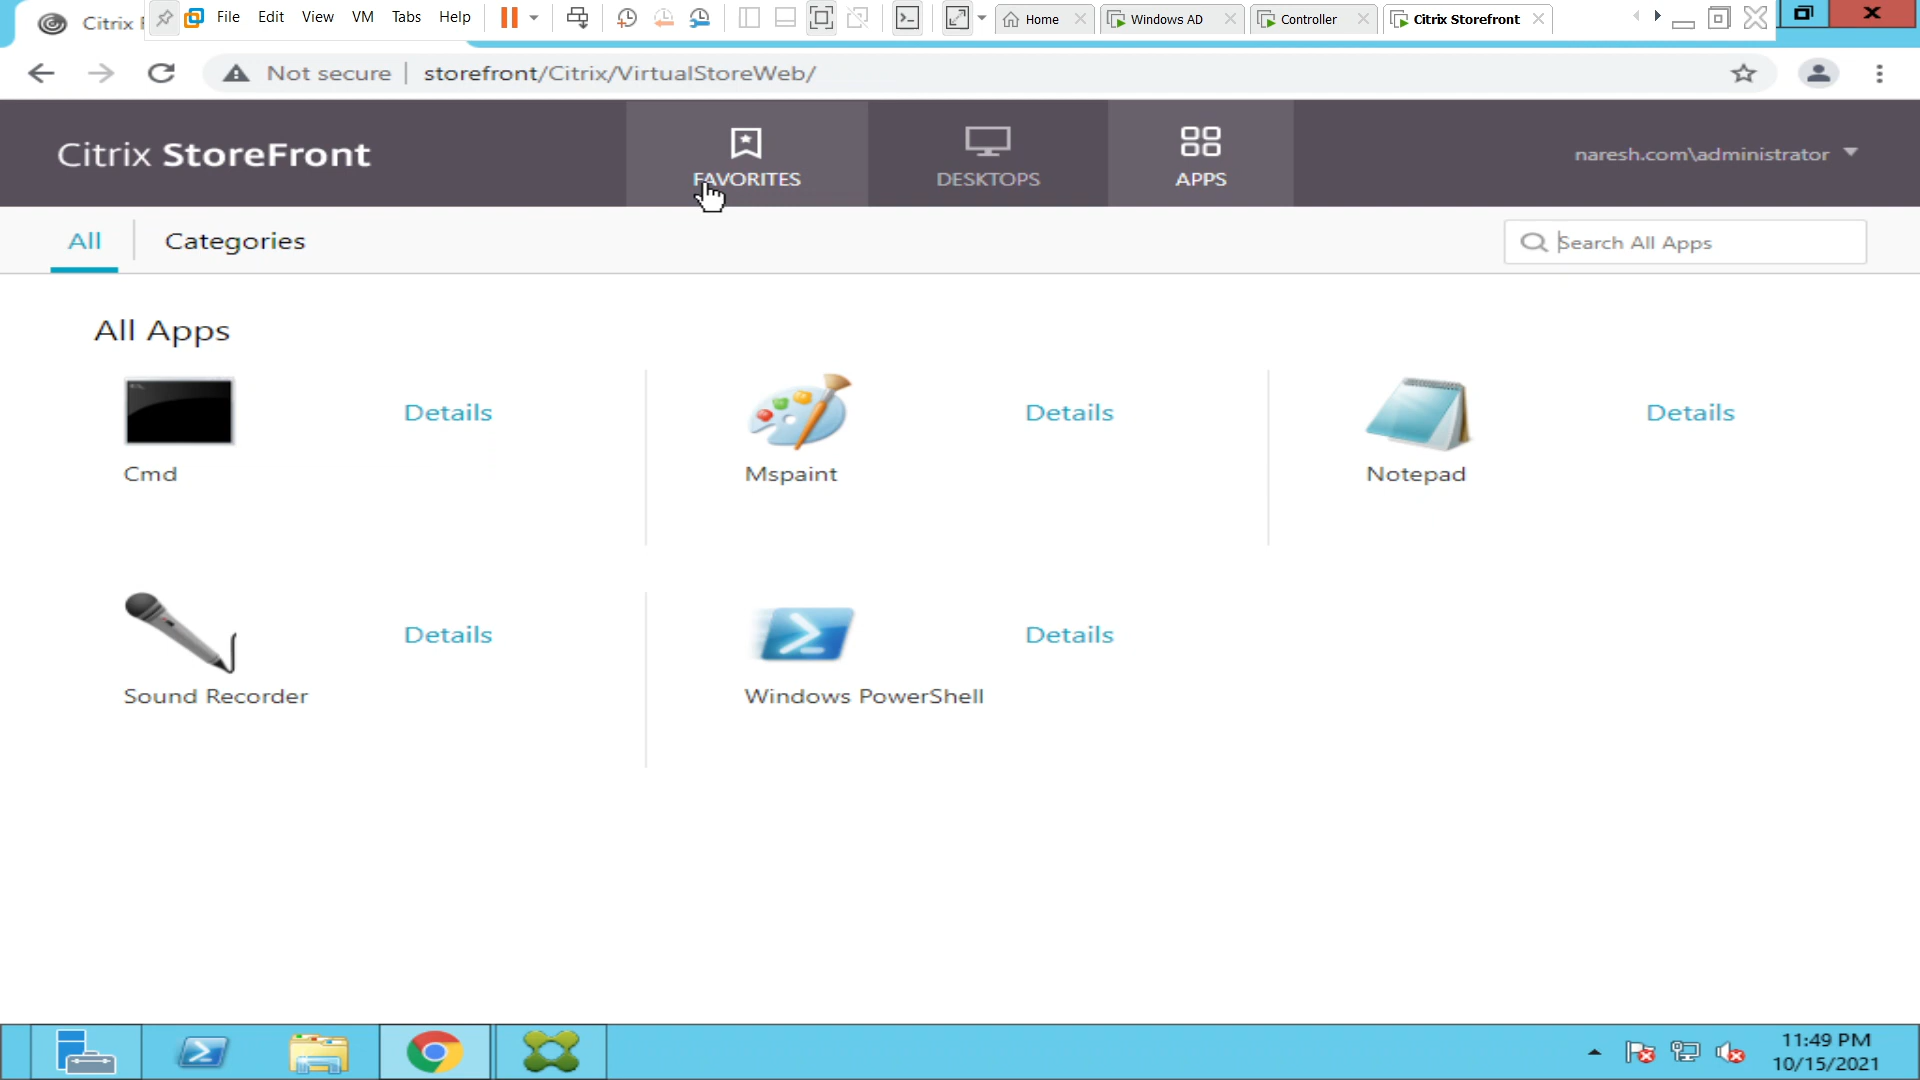 Citrix
File Edit View VM Tabs Help
Home
Windows AD
Controller
Citrix Storefront
Not secure storefront/Citrix/VirtualStoreWeb/
Citrix StoreFront
FAVORITES
DESKTOPS
APPS
naresh.com\administrator
All
Categories
Search All Apps
All Apps
Details
Cmd
Details
Mspaint
Details
Notepad
Details
Sound Recorder
Details
Windows PowerShell
11:49 PM
10/15/2021